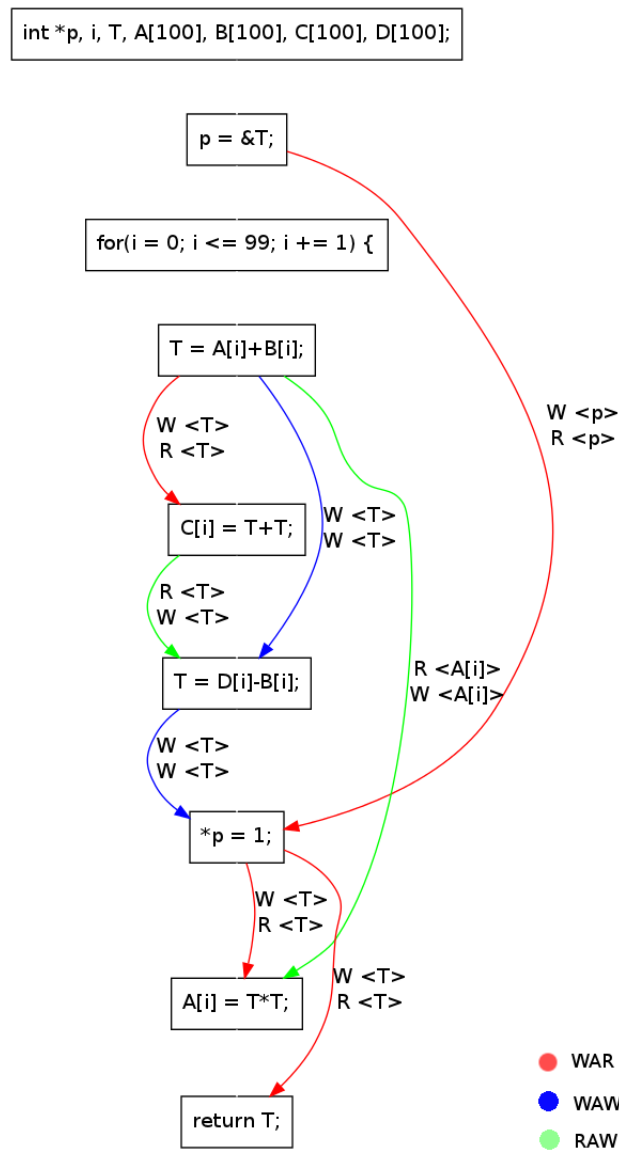 int *p, i, T, A[100], B[100], C[100], D[100];
p = &T;
for(i = 0; i <= 99; i += 1) {
T = A[i]+B[i];
W <T>
R <T>
W <p>
R <p>
C[i] = T+T;
W <T>
W <T>
R <T>
W <T>
T = D[i]-B[i];
R <A[i]>
W <A[i]>
W <T>
W <T>
*p = 1;
W <T>
R <T>
W <T>
R <T>
A[i] = T*T;
WAR
WAW
return T;
RAW